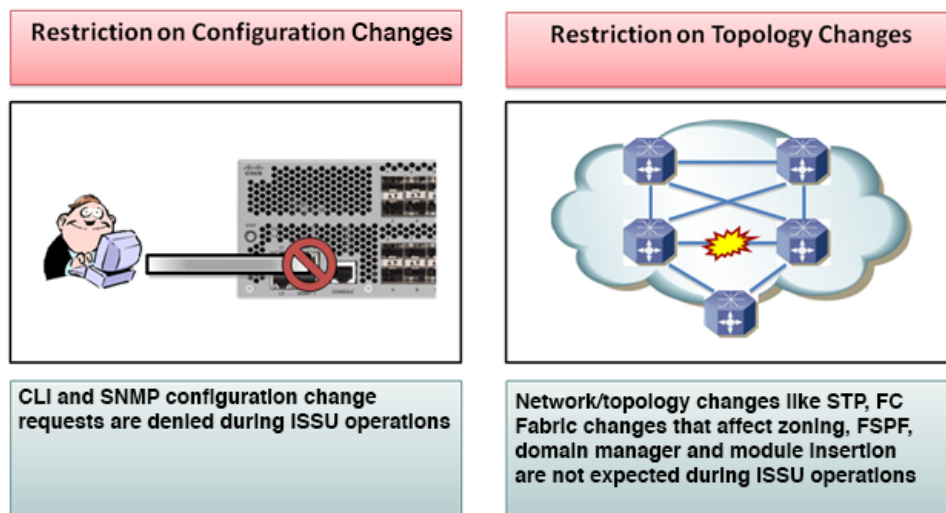 Restriction on Configuration Changes
Restriction on Topology Changes
CONSOLE
CLI and SNMP configuration change
requests are denied during ISSU operations
Network/topology changes like STP, FC
Fabric changes that affect zoning, FSPF,
domain manager and module insertion
are not expected during ISSU operations